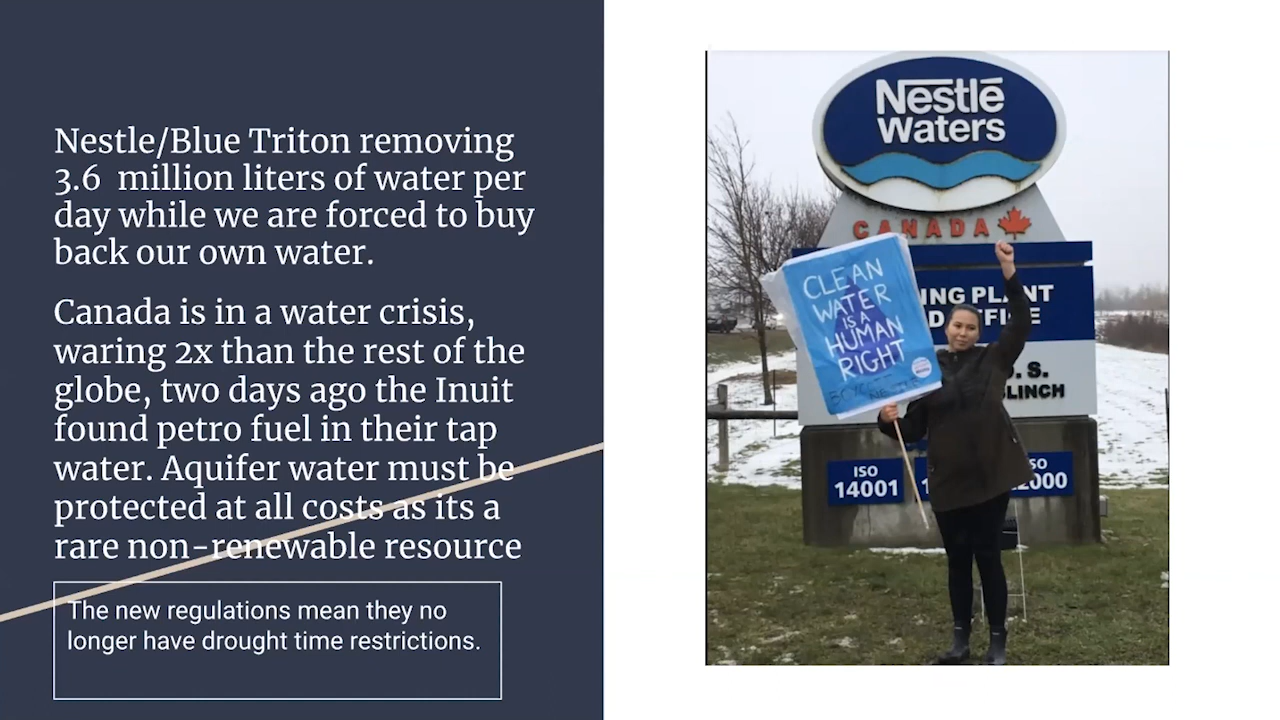 Nestle/Blue Triton removing
3.6 million liters of water per
day while we are forced to buy
back our own water.
Canada is in a water crisis,
waring 2x than the rest of the
globe, two days ago the Inuit
found petro fuel in their tap
water. Aquifer water must be
protected at all costs as its a
rare non-renewable resource
The new regulations mean they no
longer have drought time restrictions.
Nestlé
Waters
CANADA
ING PLANT
CLEAN
WATER
IS A
HUMAN
RIGHT
ISO
14001